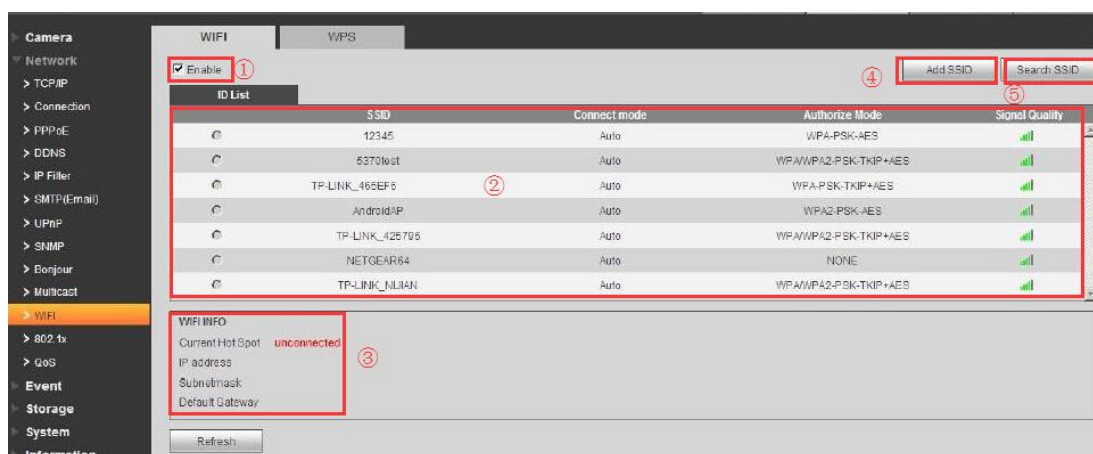 Camera
Network
> TCP/IP
> Connection
> PPPoE
> DDNS
> IP Filter
> SMTP(Email)
> UPnP
> SNMP
> Bonjour
> Multicast
> WIFI
> 802.1x
> QoS
Event
Storage
System
Information
WIFI WPS
Enable ① ④ Add SSID Search SSID
⑤
ID List
SSID Connect mode Authorize Mode Signal Quality
12345 Auto WPA-PSK-AES
5370test Auto WPA/WPA2-PSK-TKIP+AES
TP-LINK_465EF5 ② Auto WPA-PSK-TKIP+AES
AndroidAP Auto WPA2-PSK-AES
TP-LINK_425795 Auto WPA/WPA2-PSK-TKIP+AES
NETGEAR64 Auto NONE
TP-LINK_NIJIAN Auto WPA/WPA2-PSK-TKIP+AES
WIFI INFO
Current Hot Spot unconnected
IP address ③
Subnetmask
Default Gateway
Refresh